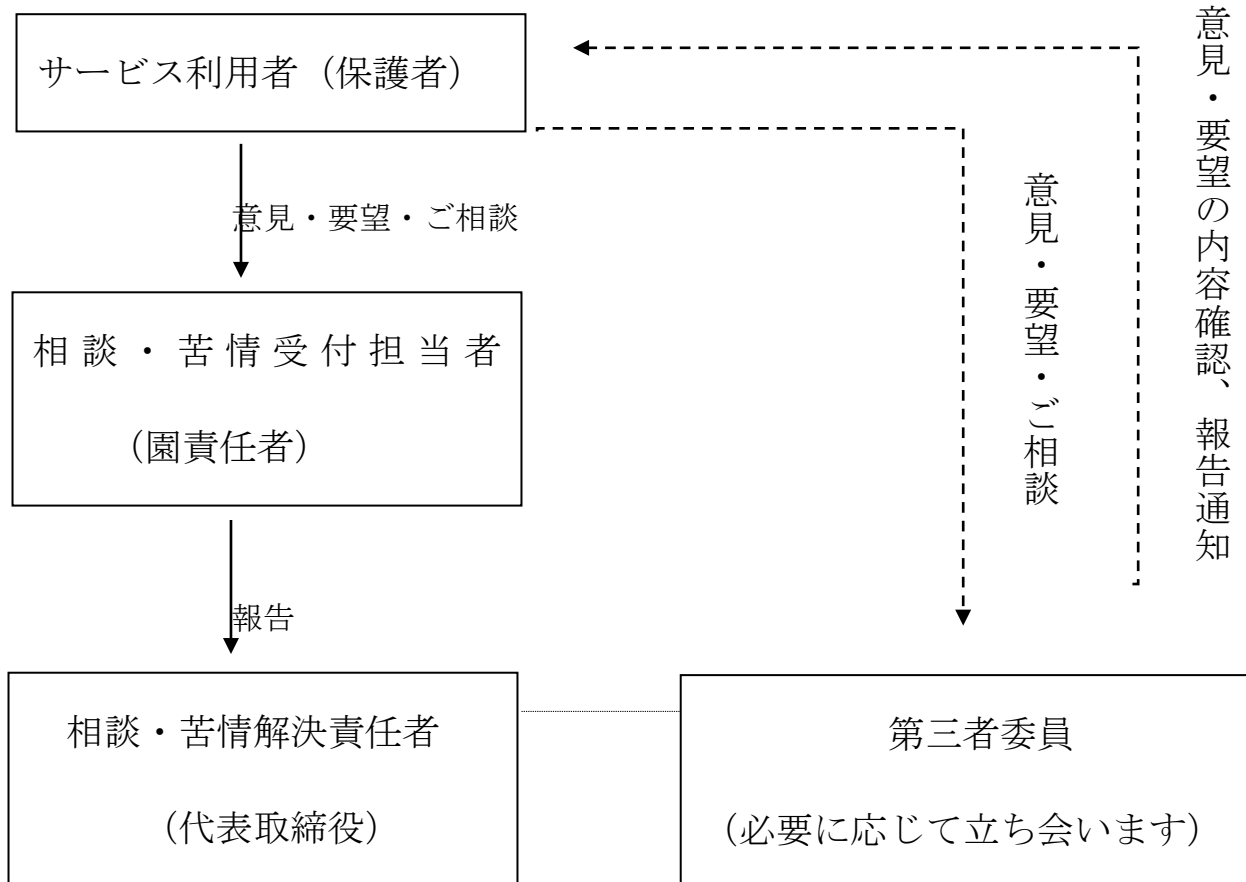 サービス利用者（保護者）
意見・要望・ご相談
相談・苦情受付担当者
（園責任者）
報告
相談・苦情解決責任者
（代表取締役）
意見・要望・ご相談
意見・要望の内容確認、報告通知
第三者委員
（必要に応じて立ち会います）